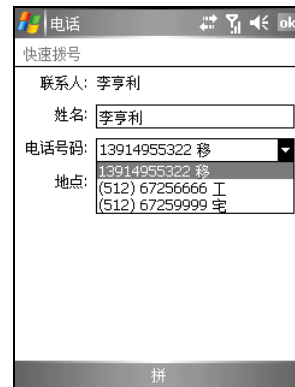 电话 ok
快速拨号
联系人: 李亨利
姓名: 李亨利
电话号码: 13914955322 移
地点: 13914955322 移
(512) 67256666 工
(512) 67259999 宅
拼